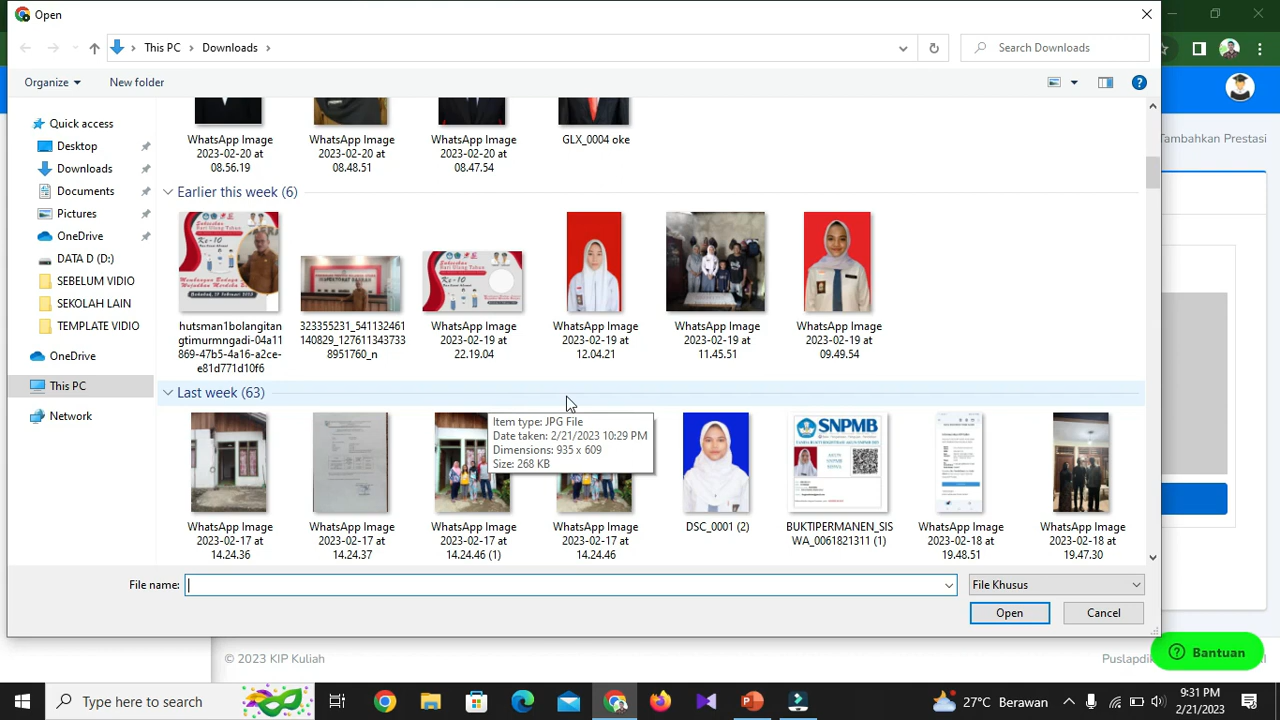 Open
This PC
Downloads
Search Downloads
Organize
New folder
Quick access
Desktop
Downloads
Documents
Pictures
OneDrive
DATA D (D:)
SEBELUM VIDIO
SEKOLAH LAIN
TEMPLATE VIDIO
OneDrive
This PC
Network
WhatsApp Image
2023-02-20 at
08.56.19
WhatsApp Image
2023-02-20 at
08.48.51
WhatsApp Image
2023-02-20 at
08.47.54
GLX_0004 oke
Earlier this week (6)
Ke-10
hutsman1bolangitan
gtimurmngadi-04a11
869-47b5-4a16-a2ce-
e81d771d10f6
323355231_541132461
140829_127611343733
8951760_n
Ke-10
WhatsApp Image
2023-02-19 at
22.19.04
WhatsApp Image
2023-02-19 at
12.04.21
WhatsApp Image
2023-02-19 at
11.45.51
WhatsApp Image
2023-02-19 at
09.49.54
Last week (63)
Item type: JPG File
Date taken: 2/21/2023 10:29 PM
Dimensions: 935 x 609
Size: 268 KB
WhatsApp Image
2023-02-17 at
14.24.36
WhatsApp Image
2023-02-17 at
14.24.37
WhatsApp Image
2023-02-17 at
14.24.46 (1)
WhatsApp Image
2023-02-17 at
14.24.46
DSC_0001 (2)
SNPMB
BUKTIPERMANEN_SIS
WA_0061821311 (1)
WhatsApp Image
2023-02-18 at
19.48.51
WhatsApp Image
2023-02-18 at
19.47.30
File name:
File Khusus
Open
Cancel
Tambahkan Prestasi
© 2023 KIP Kuliah
Puslapdik
Bantuan
Type here to search
27°C Berawan
9:31 PM
2/21/2023